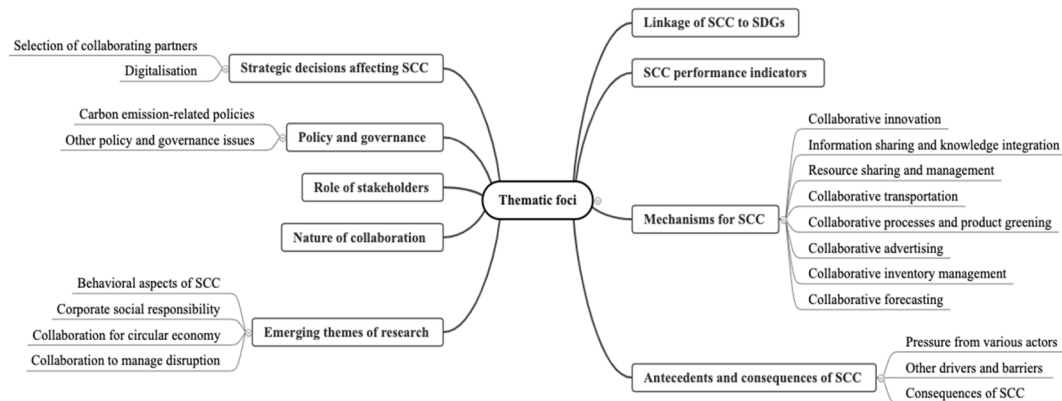 Selection of collaborating partners
Digitalisation
Strategic decisions affecting SCC
Carbon emission-related policies
Other policy and governance issues
Policy and governance
Role of stakeholders
Nature of collaboration
Behavioral aspects of SCC
Corporate social responsibility
Collaboration for circular economy
Collaboration to manage disruption
Emerging themes of research
Thematic foci
Linkage of SCC to SDGs
SCC performance indicators
Mechanisms for SCC
Collaborative innovation
Information sharing and knowledge integration
Resource sharing and management
Collaborative transportation
Collaborative processes and product greening
Collaborative advertising
Collaborative inventory management
Collaborative forecasting
Antecedents and consequences of SCC
Pressure from various actors
Other drivers and barriers
Consequences of SCC